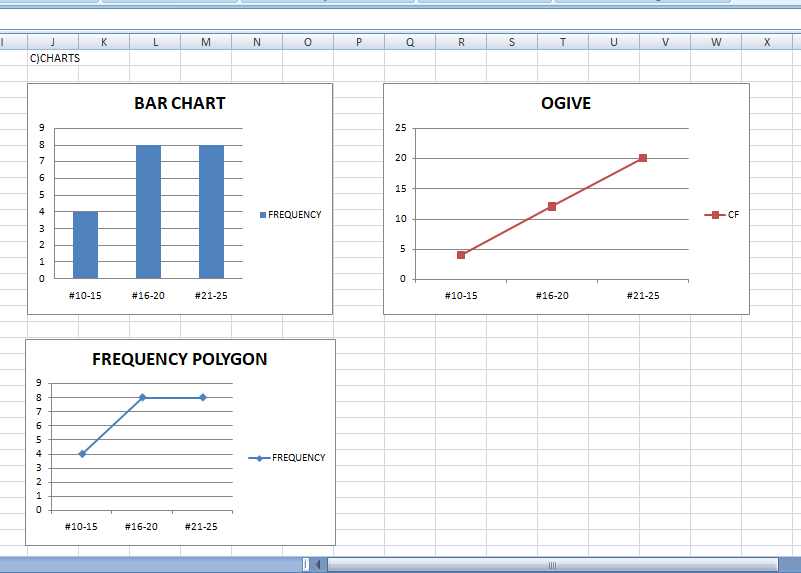 I J K L M N O P Q R S T U V W X
C)CHARTS
BAR CHART
9
8
7
6
5
4
3
2
1
0
#10-15 #16-20 #21-25
FREQUENCY
OGIVE
25
20
15
10
5
0
#10-15 #16-20 #21-25
CF
FREQUENCY POLYGON
9
8
7
6
5
4
3
2
1
0
#10-15 #16-20 #21-25
FREQUENCY